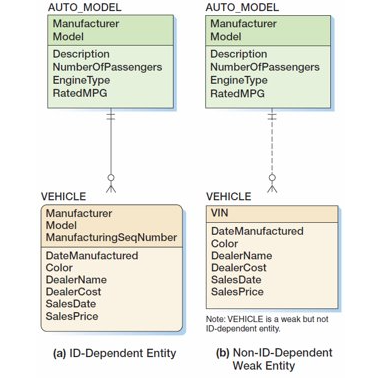 AUTO_MODEL
Manufacturer
Model
Description
NumberOfPassengers
EngineType
RatedMPG
VEHICLE
Manufacturer
Model
ManufacturingSeqNumber
DateManufactured
Color
DealerName
DealerCost
SalesDate
SalesPrice
(a) ID-Dependent Entity
AUTO_MODEL
Manufacturer
Model
Description
NumberOfPassengers
EngineType
RatedMPG
VEHICLE
VIN
DateManufactured
Color
DealerName
DealerCost
SalesDate
SalesPrice
Note: VEHICLE is a weak but not
ID-dependent entity.
(b) Non-ID-Dependent
Weak Entity